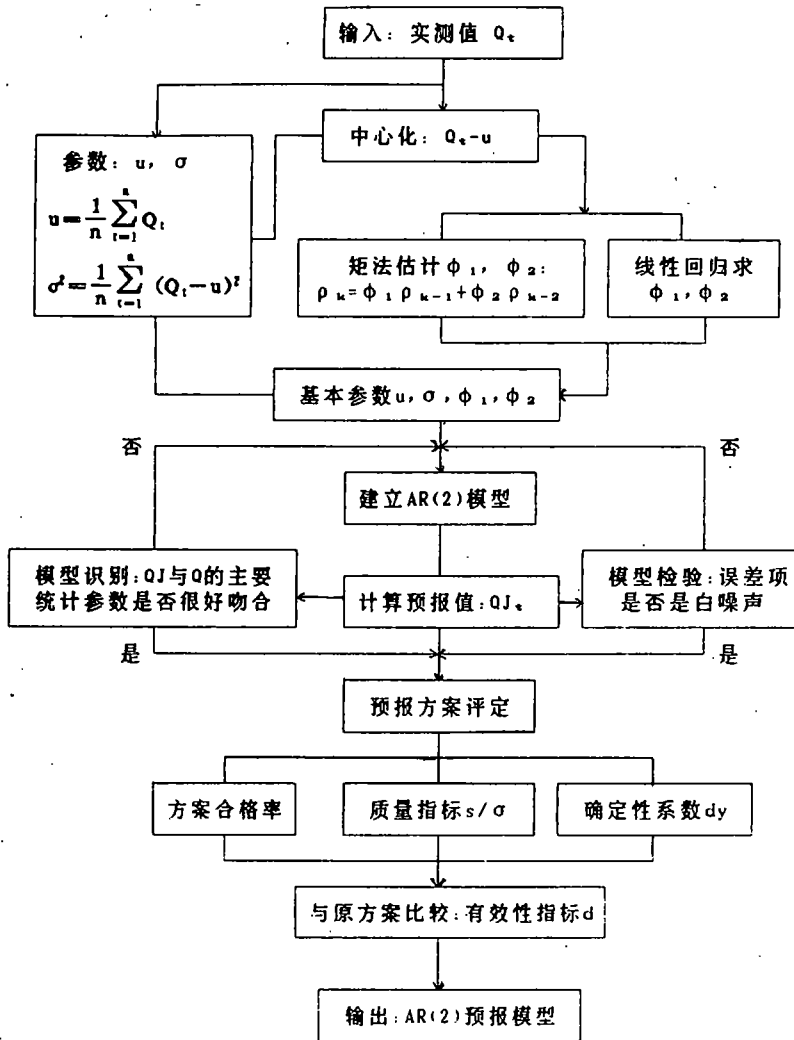 输入: 实测值 Qₜ
中心化: Qₜ-u
参数: u, σ
u=1/n ∑(t=1→n) Qₜ
σ²=1/n ∑(t=1→n) (Qₜ-u)²
矩法估计φ₁, φ₂:
ρₖ=φ₁ρₖ₋₁+φ₂ρₖ₋₂
线性回归求
φ₁,φ₂
基本参数u,σ,φ₁,φ₂
否
否
建立AR(2)模型
模型识别:QJ与Q的主要
统计参数是否很好吻合
计算预报值:QJₜ
模型检验:误差项
是否是白噪声
是
是
预报方案评定
方案合格率
质量指标s/σ
确定性系数dy
与原方案比较:有效性指标d
输出:AR(2)预报模型